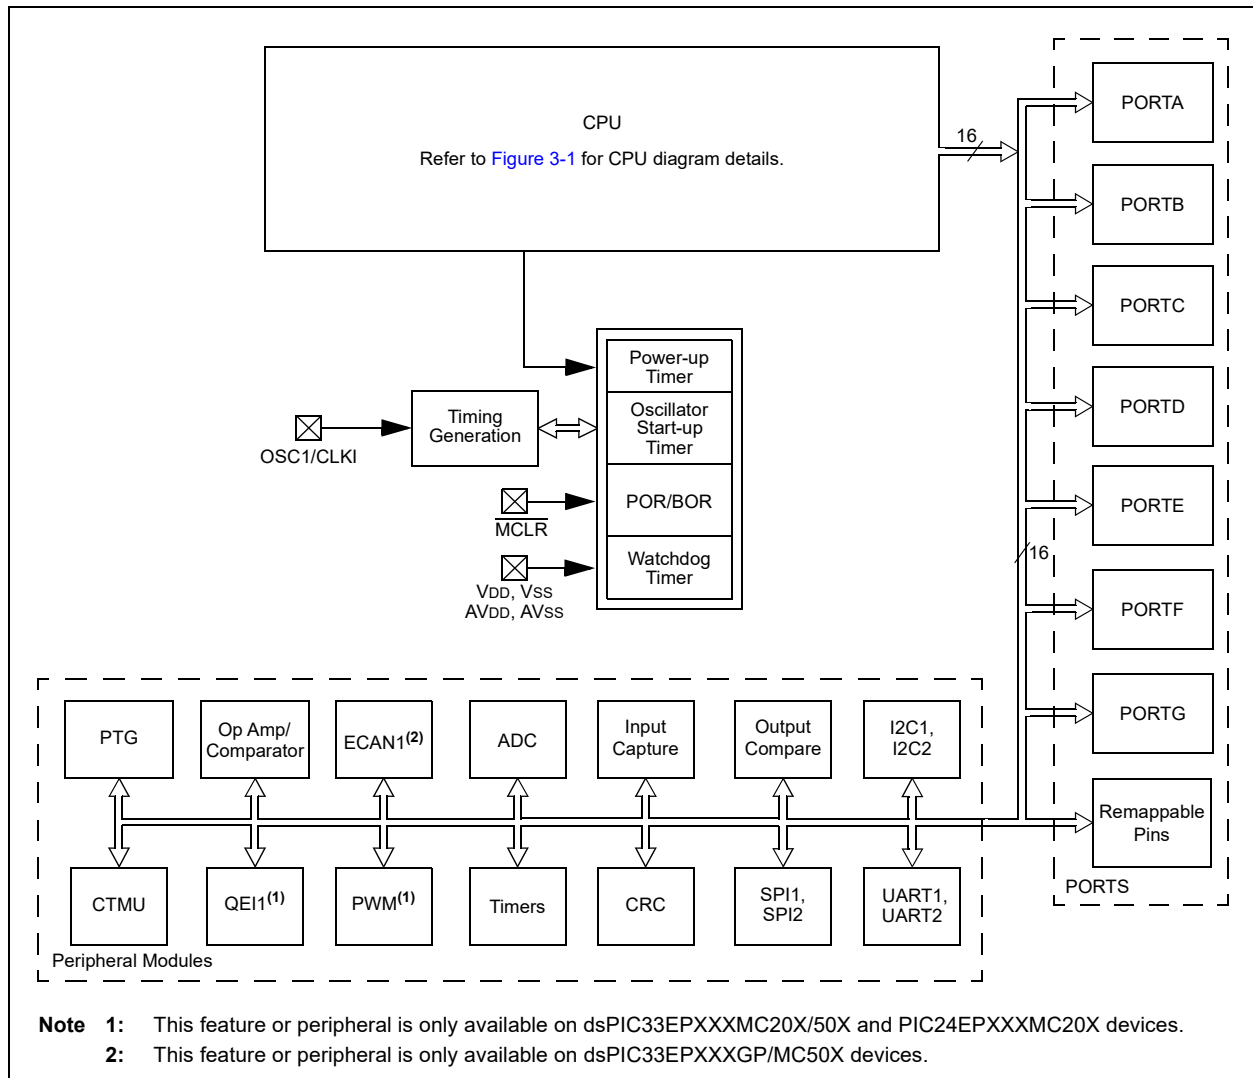 CPU
Refer to Figure 3-1 for CPU diagram details.
16
PORTA
PORTB
PORTC
PORTD
PORTE
16
PORTF
PORTG
Remappable
Pins
PORTS
Power-up
Timer
Oscillator
Start-up
Timer
POR/BOR
Watchdog
Timer
Timing
Generation
OSC1/CLKI
MCLR
VDD, VSS
AVDD, AVSS
PTG
Op Amp/
Comparator
ECAN1(2)
ADC
Input
Capture
Output
Compare
I2C1,
I2C2
CTMU
QEI1(1)
PWM(1)
Timers
CRC
SPI1,
SPI2
UART1,
UART2
Peripheral Modules
Note 1: This feature or peripheral is only available on dsPIC33EPXXXMC20X/50X and PIC24EPXXXMC20X devices.
2: This feature or peripheral is only available on dsPIC33EPXXXGP/MC50X devices.